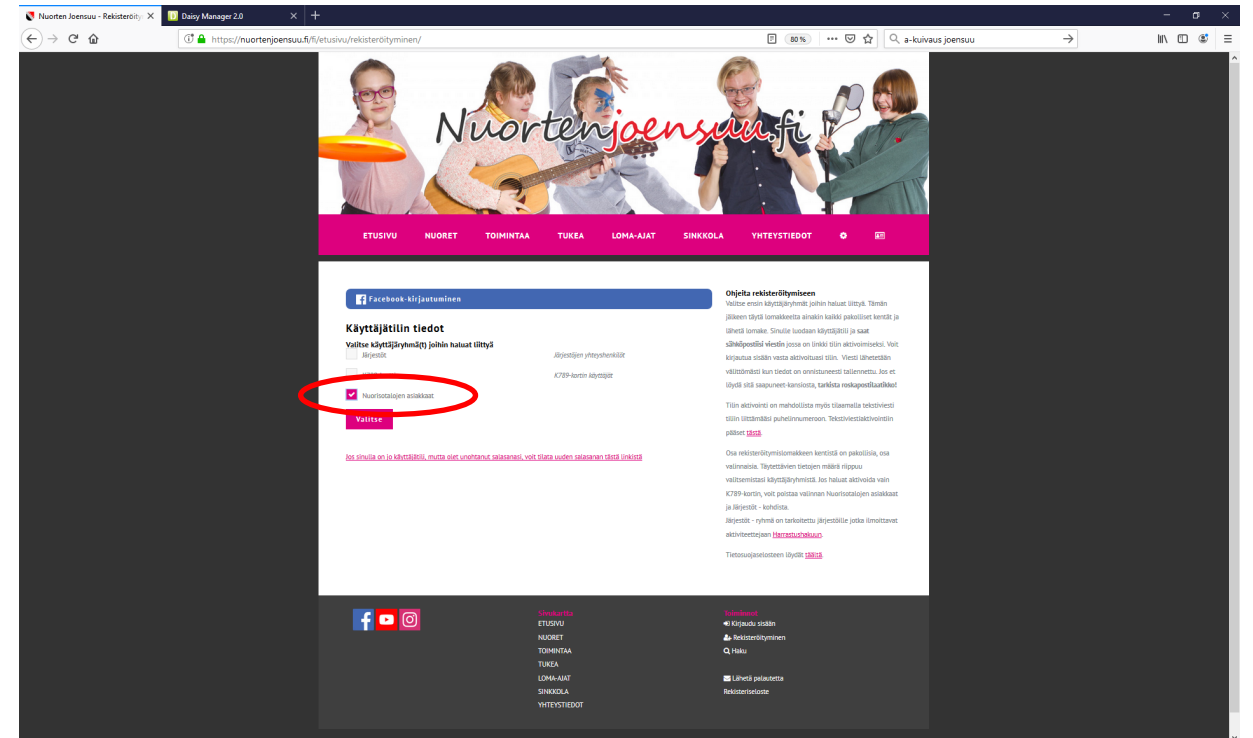 Nuorten Joensuu - Rekisteröity
Daisy Manager 2.0
https://nuortenjoensuu.fi/fi/etusivu/rekisteröityminen/
80 %
a-kuivaus joensuu
Nuortenjoensuu.fi
ETUSIVU NUORET TOIMINTAA TUKEA LOMA-AJAT SINKKOLA YHTEYSTIEDOT
Facebook-kirjautuminen
Käyttäjätilin tiedot
Valitse käyttäjäryhmä(t) joihin haluat liittyä
Järjestöt Järjestöjen yhteyshenkilöt
K789-kortin käyttäjät
Nuorisotalojen asiakkaat
Valitse
Jos sinulla on jo käyttäjätili, mutta olet unohtanut salasanasi, voit tilata uuden salasanan tästä linkistä
Ohjeita rekisteröitymiseen
Valitse ensin käyttäjäryhmät joihin haluat liittyä. Tämän
jälkeen täytä lomakkeelta ainakin kaikki pakolliset kentät ja
lähetä lomake. Sinulle luodaan käyttäjätili ja saat
sähköpostiisi viestin jossa on linkki tilin aktivoimiseksi. Voit
kirjautua sisään vasta aktivoituasi tilin. Viesti lähetetään
välittömästi kun tiedot on onnistuneesti tallennettu. Jos et
löydä sitä saapuneet-kansiosta, tarkista roskapostilaatikko!
Tilin aktivointi on mahdollista myös tilaamalla tekstiviesti
tiliin liittämääsi puhelinnumeroon. Tekstiviestiaktivointiin
pääset tästä
Osa rekisteröitymislomakkeen kentistä on pakollisia, osa
valinnaisia. Täytettävien tietojen määrä riippuu
valitsemistasi käyttäjäryhmistä. Jos haluat aktivoida vain
K789-kortin, voit poistaa valinnan Nuorisotalojen asiakkaat
ja Järjestöt - kohdista.
Järjestöt - ryhmä on tarkoitettu järjestöille jotka ilmoittavat
aktiviteettejaan Harrastushakuun.
Tietosuojaselosteen löydät täältä.
Sivukartta
ETUSIVU
NUORET
TOIMINTAA
TUKEA
LOMA-AJAT
SINKKOLA
YHTEYSTIEDOT
Toiminnot
Kirjaudu sisään
Rekisteröityminen
Haku
Lähetä palautetta
Rekisteriseloste